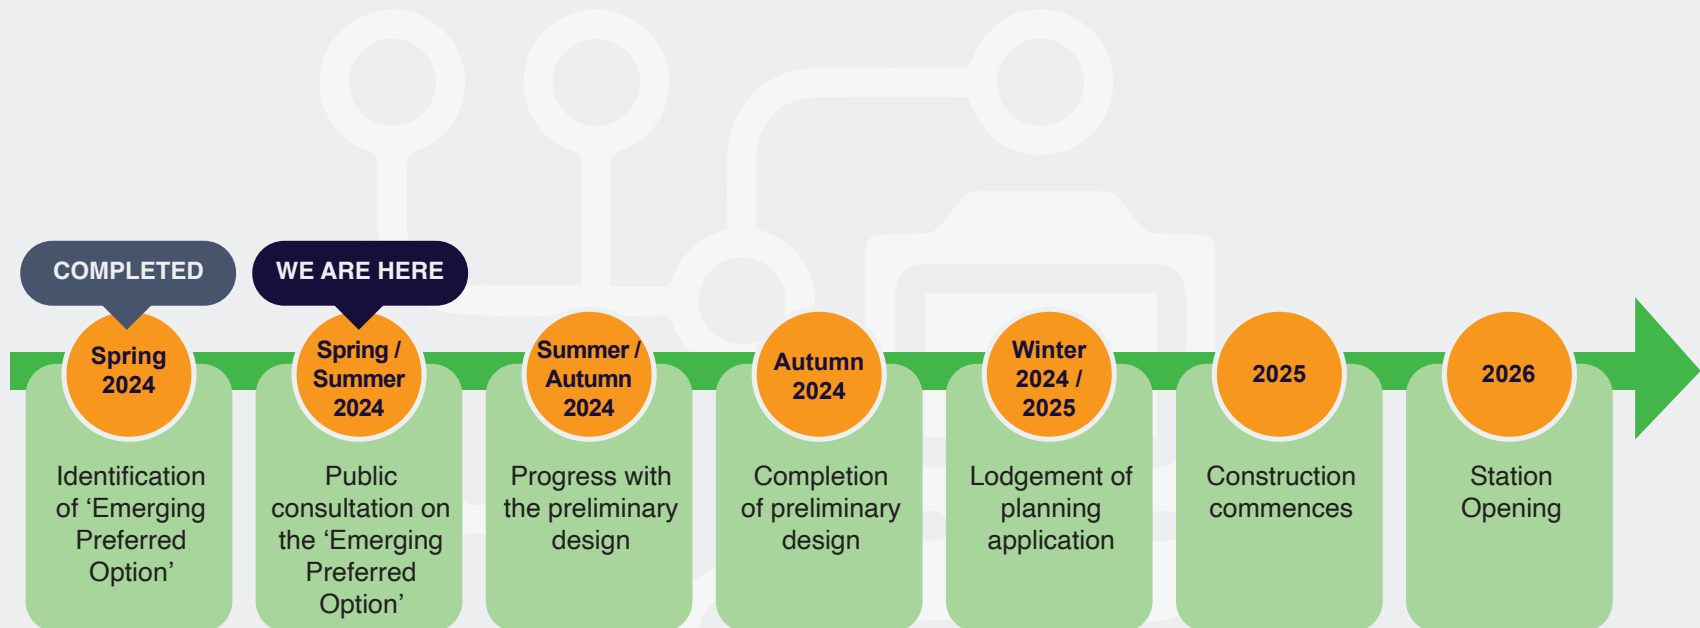 COMPLETED
WE ARE HERE
Spring
2024
Spring /
Summer
2024
Summer /
Autumn
2024
Autumn
2024
Winter
2024 /
2025
2025
2026
Identification
of ‘Emerging
Preferred
Option’
Public
consultation on
the ‘Emerging
Preferred
Option’
Progress with
the preliminary
design
Completion
of preliminary
design
Lodgement of
planning
application
Construction
commences
Station
Opening